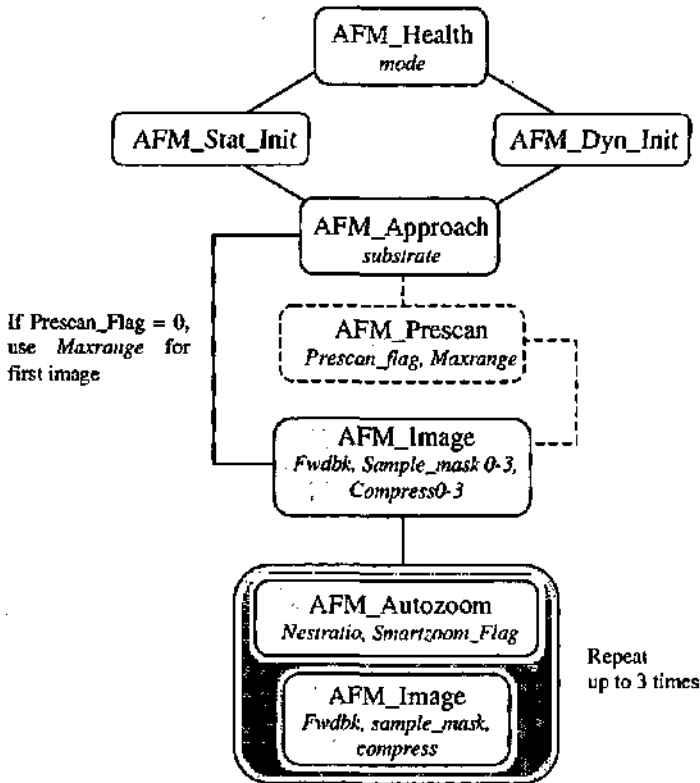 AFM_Health
mode
AFM_Stat_Init
AFM_Dyn_Init
AFM_Approach
substrate
If Prescan_Flag = 0,
use Maxrange for
first image
AFM_Prescan
Prescan_flag, Maxrange
AFM_Image
Fwdbk, Sample_mask 0-3,
Compress0-3
AFM_Autozoom
Nestratio, Smartzoom_Flag
Repeat
up to 3 times
AFM_Image
Fwdbk, sample_mask,
compress